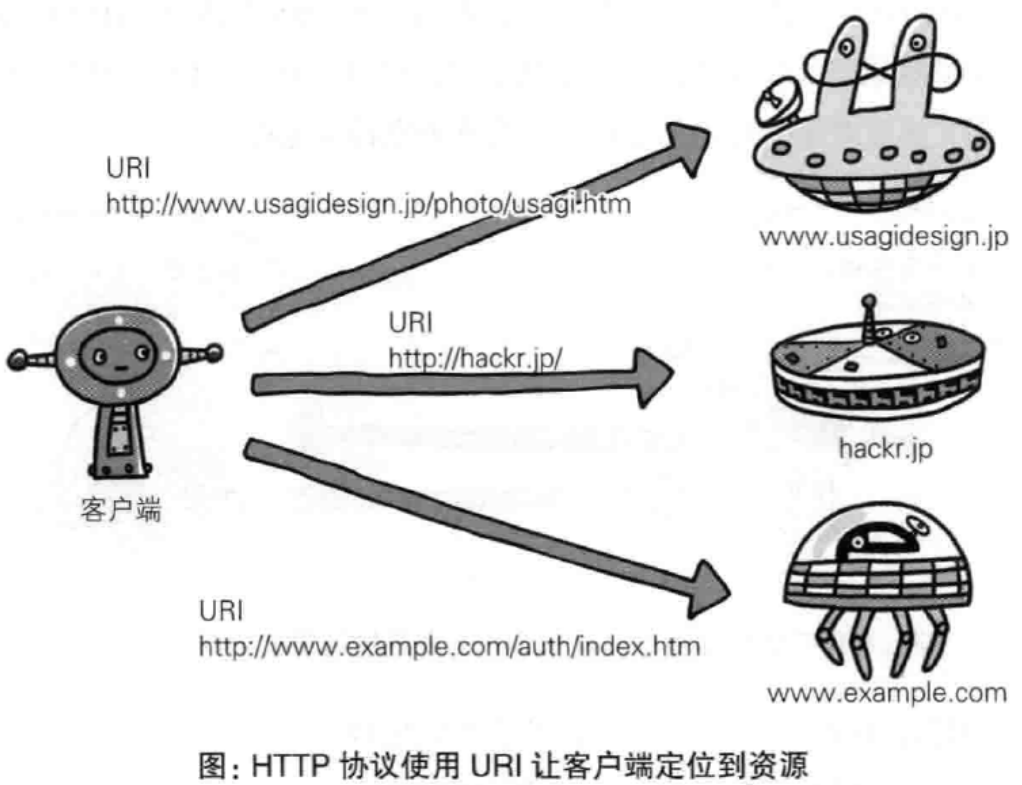 URI
http://www.usagidesign.jp/photo/usagi.htm
www.usagidesign.jp
URI
http://hackr.jp/
hackr.jp
客户端
URI
http://www.example.com/auth/index.htm
www.example.com
图：HTTP 协议使用 URI 让客户端定位到资源